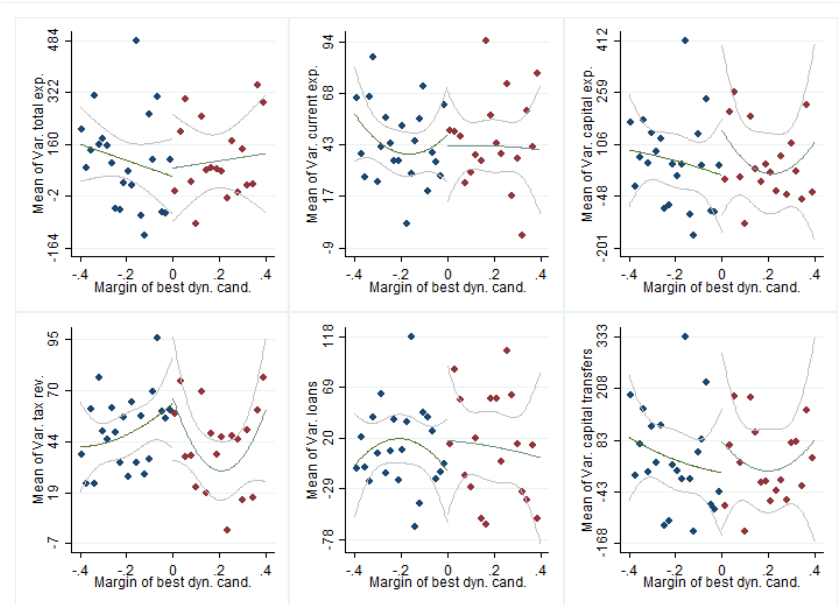 Mean of Var. total exp.
484
322
160
-2
-164
-.4 -.2 0 .2 .4
Margin of best dyn. cand.
Mean of Var. current exp.
94
68
43
17
-9
-.4 -.2 0 .2 .4
Margin of best dyn. cand.
Mean of Var. capital exp.
412
259
106
-48
-201
-.4 -.2 0 .2 .4
Margin of best dyn. cand.
Mean of Var. tax rev.
95
70
44
19
-7
-.4 -.2 0 .2 .4
Margin of best dyn. cand.
Mean of Var. loans
118
69
20
-29
-78
-.4 -.2 0 .2 .4
Margin of best dyn. cand.
Mean of Var. capital transfers
333
208
83
-43
-168
-.4 -.2 0 .2 .4
Margin of best dyn. cand.